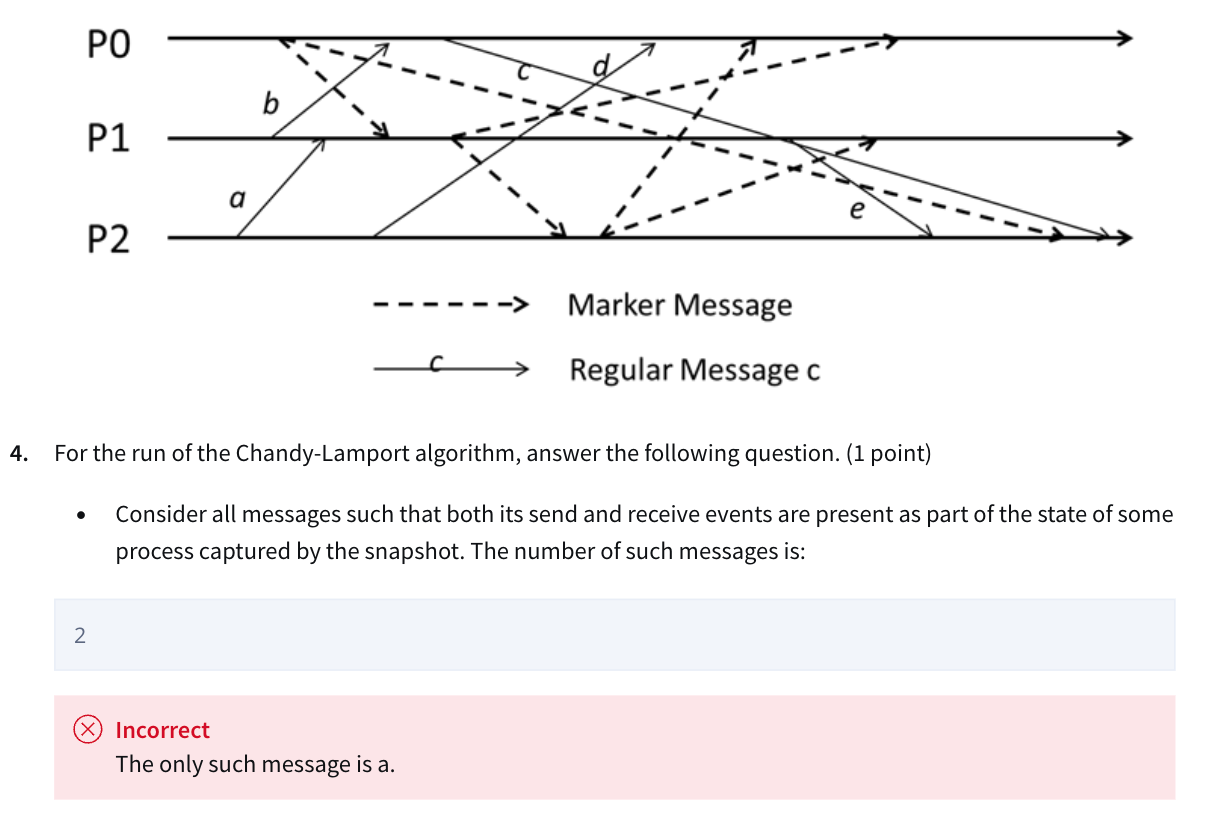 P0
c
d
b
P1
a
e
P2
Marker Message
c
Regular Message c
4. For the run of the Chandy-Lamport algorithm, answer the following question. (1 point)
• Consider all messages such that both its send and receive events are present as part of the state of some
process captured by the snapshot. The number of such messages is:
2
Incorrect
The only such message is a.